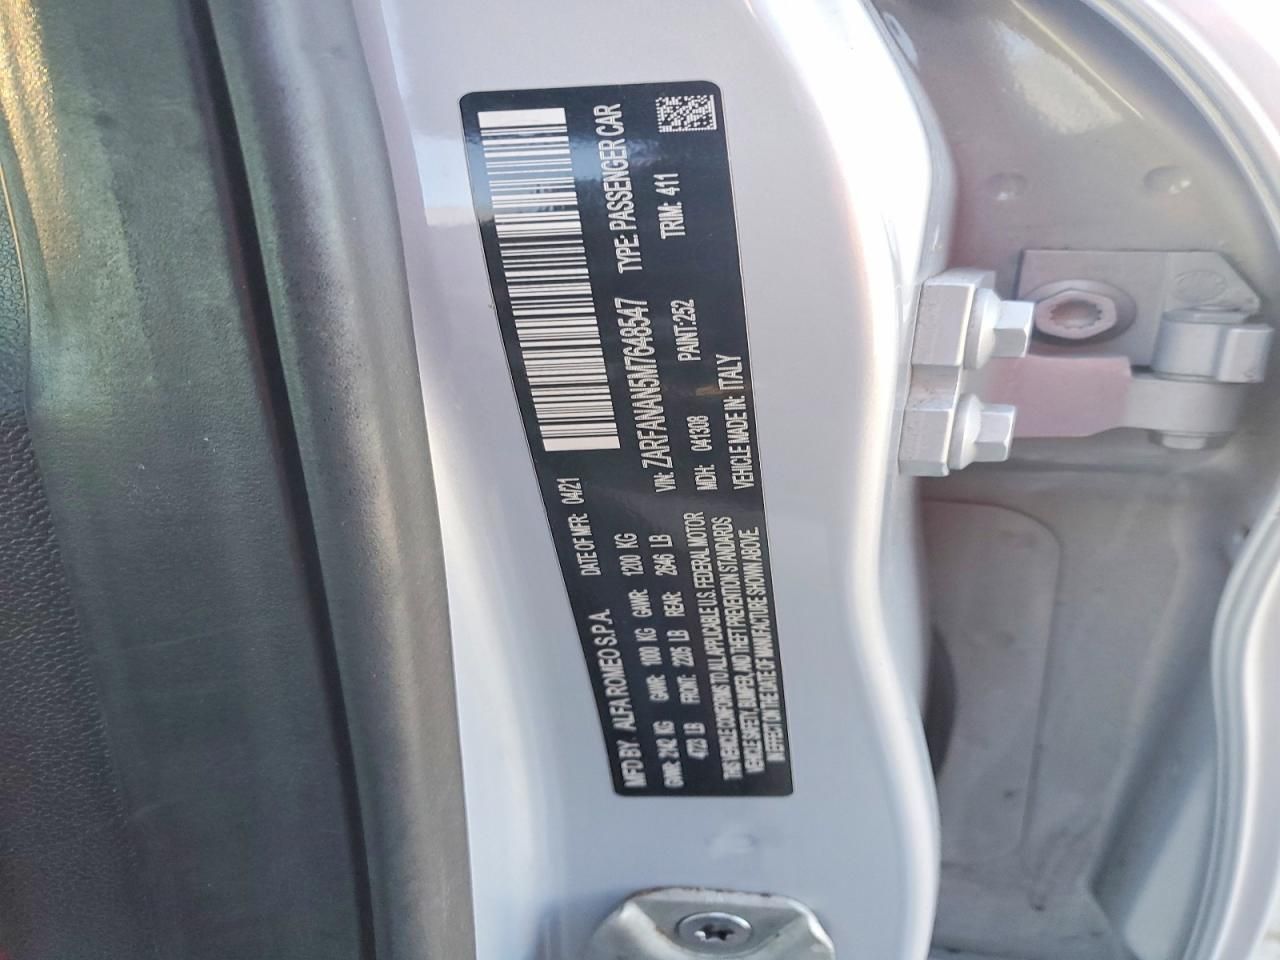 MFD BY: ALFA ROMEO S.P.A. DATE OF MFR: 04/21
GVWR: 2142 KG GAWR: 1000 KG GAWR: 1200 KG
4723 LB FRONT: 2205 LB REAR: 2646 LB
THIS VEHICLE CONFORMS TO ALL APPLICABLE U.S. FEDERAL MOTOR
VEHICLE SAFETY, BUMPER, AND THEFT PREVENTION STANDARDS
IN EFFECT ON THE DATE OF MANUFACTURE SHOWN ABOVE.
VIN: ZARFANAN5M7648547 TYPE: PASSENGER CAR
MDH: 041308 PAINT:252 TRIM: 411
VEHICLE MADE IN: ITALY